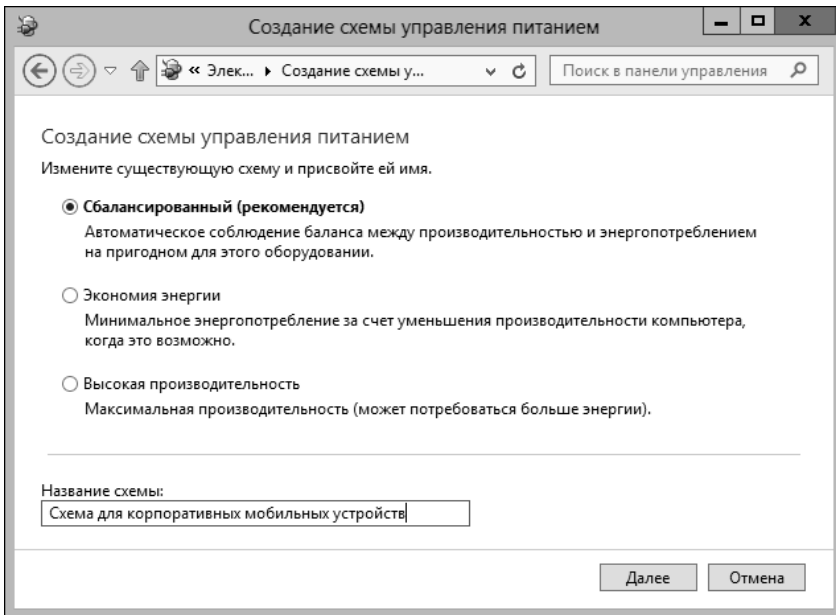 Создание схемы управления питанием
« Элек... Создание схемы у...
Поиск в панели управления
Создание схемы управления питанием
Измените существующую схему и присвойте ей имя.
Сбалансированный (рекомендуется)
Автоматическое соблюдение баланса между производительностью и энергопотреблением
на пригодном для этого оборудовании.
Экономия энергии
Минимальное энергопотребление за счет уменьшения производительности компьютера,
когда это возможно.
Высокая производительность
Максимальная производительность (может потребоваться больше энергии).
Название схемы:
Схема для корпоративных мобильных устройств
Далее
Отмена